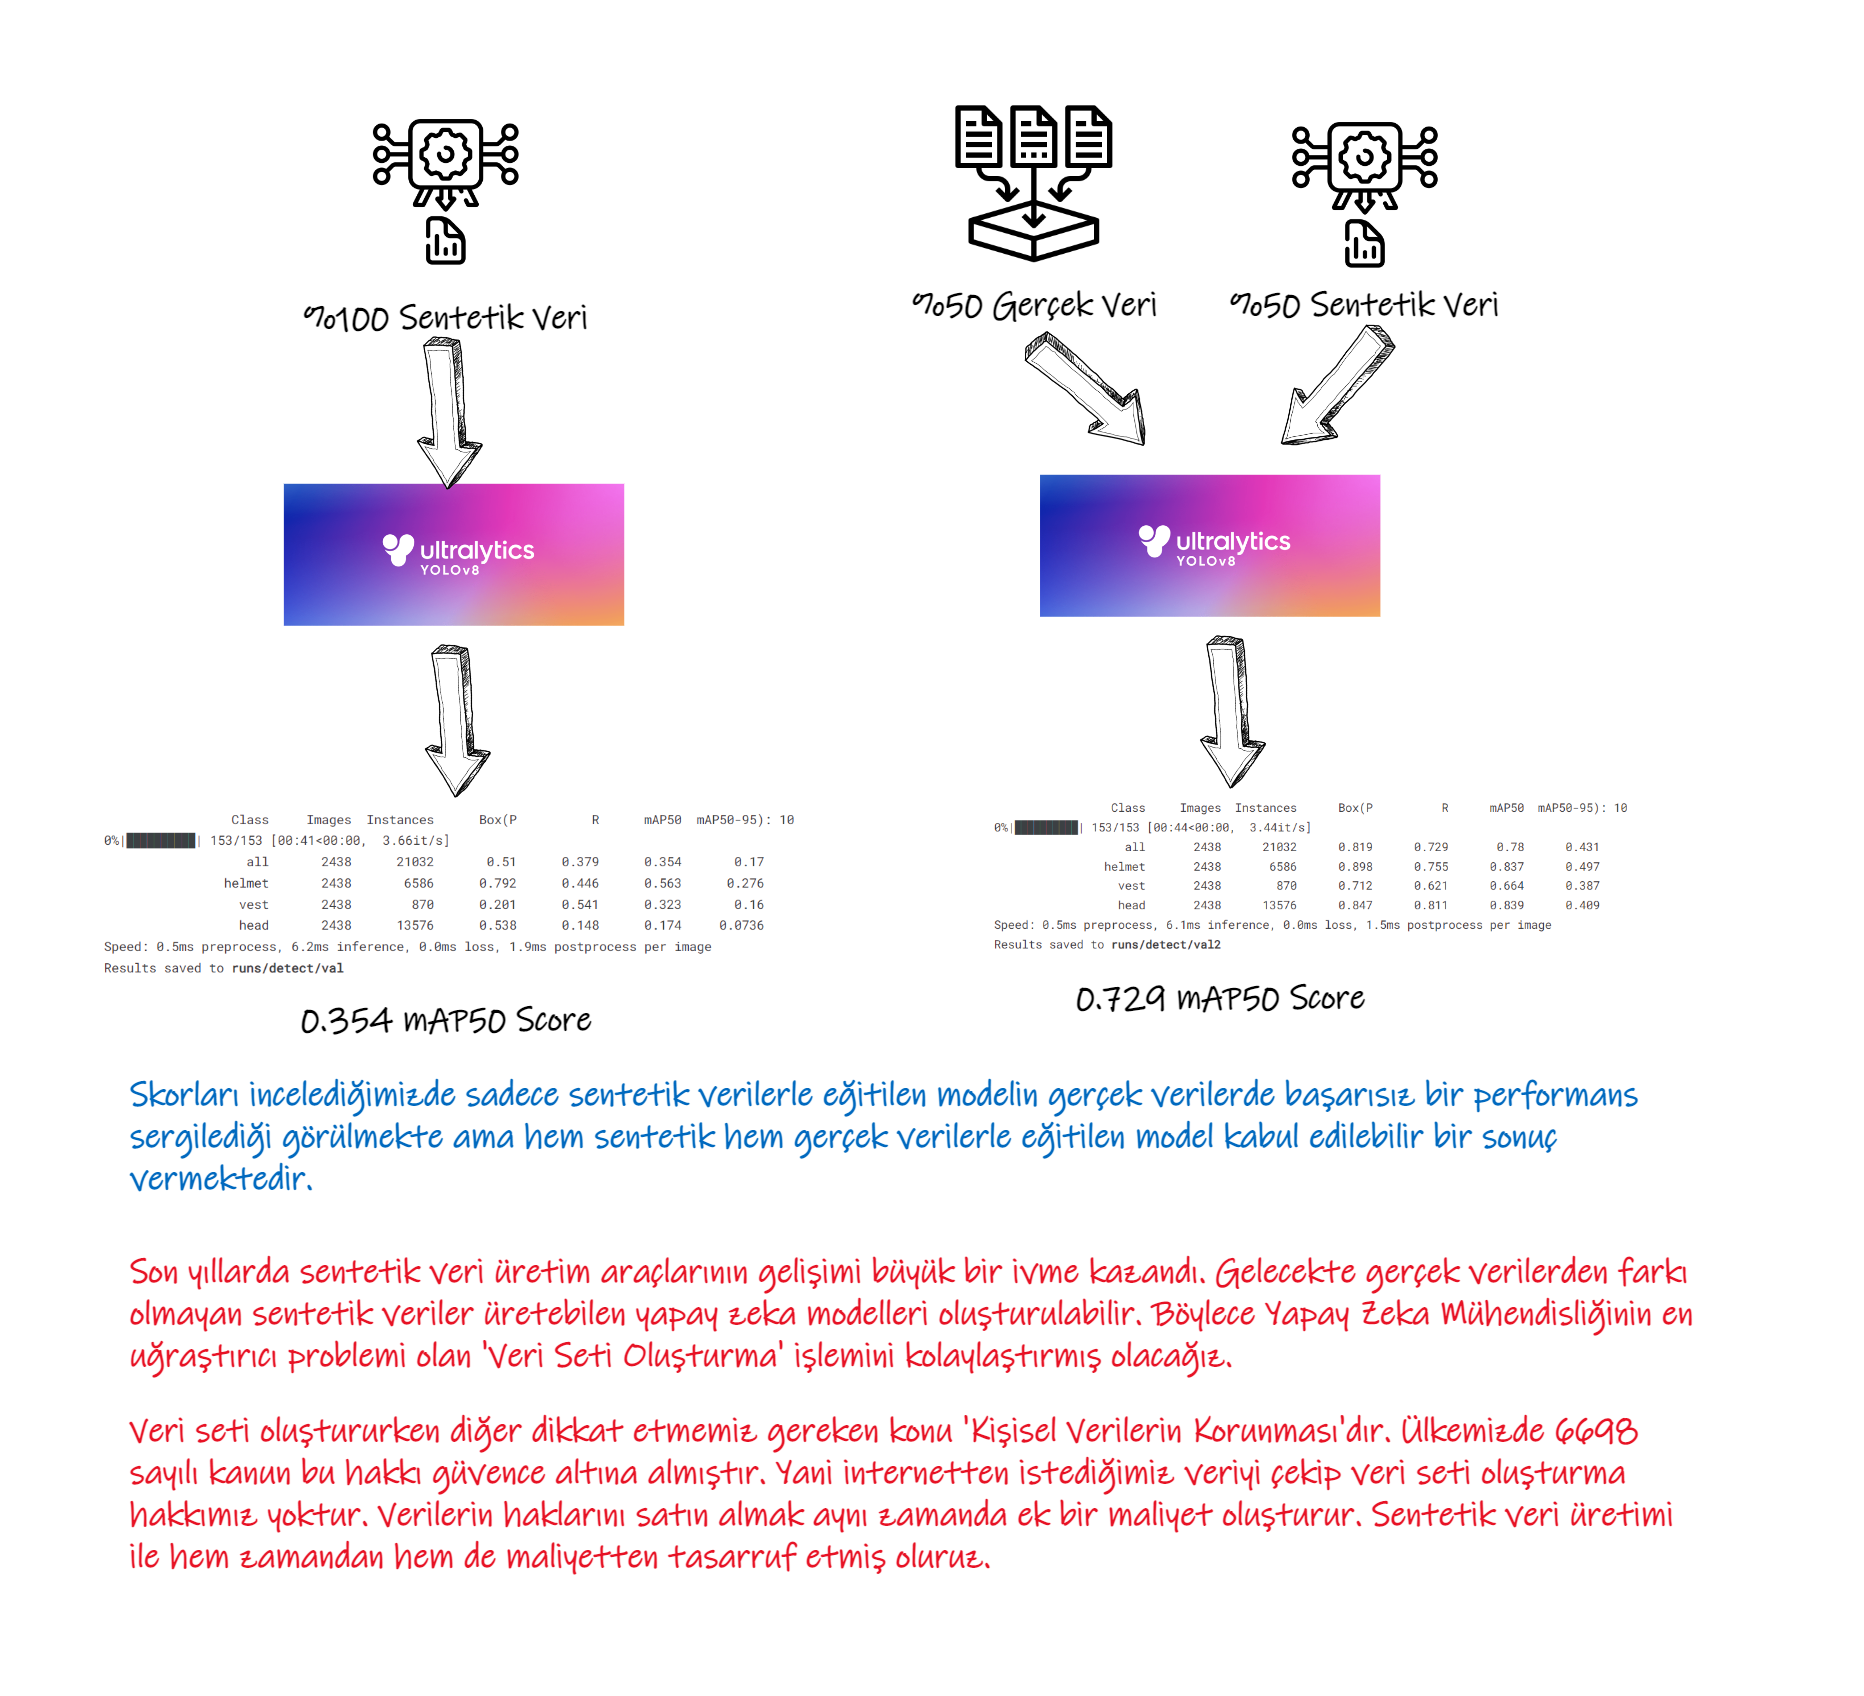 %100 Sentetik Veri
%50 Gerçek Veri
%50 Sentetik Veri
ultralytics
YOLOv8
ultralytics
YOLOv8
Class Images Instances Box(P R mAP50 mAP50-95): 10
0%|██████████| 153/153 [00:41<00:00, 3.66it/s]
all 2438 21032 0.51 0.379 0.354 0.17
helmet 2438 6586 0.792 0.446 0.563 0.276
vest 2438 870 0.201 0.541 0.323 0.16
head 2438 13576 0.538 0.148 0.174 0.0736
Speed: 0.5ms preprocess, 6.2ms inference, 0.0ms loss, 1.9ms postprocess per image
Results saved to runs/detect/val
0.354 mAP50 Score
Class Images Instances Box(P R mAP50 mAP50-95): 10
0%|██████████| 153/153 [00:44<00:00, 3.44it/s]
all 2438 21032 0.819 0.729 0.78 0.431
helmet 2438 6586 0.898 0.755 0.837 0.497
vest 2438 870 0.712 0.621 0.664 0.387
head 2438 13576 0.847 0.811 0.839 0.409
Speed: 0.5ms preprocess, 6.1ms inference, 0.0ms loss, 1.5ms postprocess per image
Results saved to runs/detect/val2
0.729 mAP50 Score
Skorları incelediğimizde sadece sentetik verilerle eğitilen modelin gerçek verilerde başarısız bir performans
sergilediği görülmekte ama hem sentetik hem gerçek verilerle eğitilen model kabul edilebilir bir sonuç
vermektedir.
Son yıllarda sentetik veri üretim araçlarının gelişimi büyük bir ivme kazandı. Gelecekte gerçek verilerden farkı
olmayan sentetik veriler üretebilen yapay zeka modelleri oluşturulabilir. Böylece Yapay Zeka Mühendisliğinin en
uğraştırıcı problemi olan 'Veri Seti Oluşturma' işlemini kolaylaştırmış olacağız.
Veri seti oluştururken diğer dikkat etmemiz gereken konu 'Kişisel Verilerin Korunması'dır. Ülkemizde 6698
sayılı kanun bu hakkı güvence altına almıştır. Yani internetten istediğimiz veriyi çekip veri seti oluşturma
hakkımız yoktur. Verilerin haklarını satın almak aynı zamanda ek bir maliyet oluşturur. Sentetik veri üretimi
ile hem zamandan hem de maliyetten tasarruf etmiş oluruz.